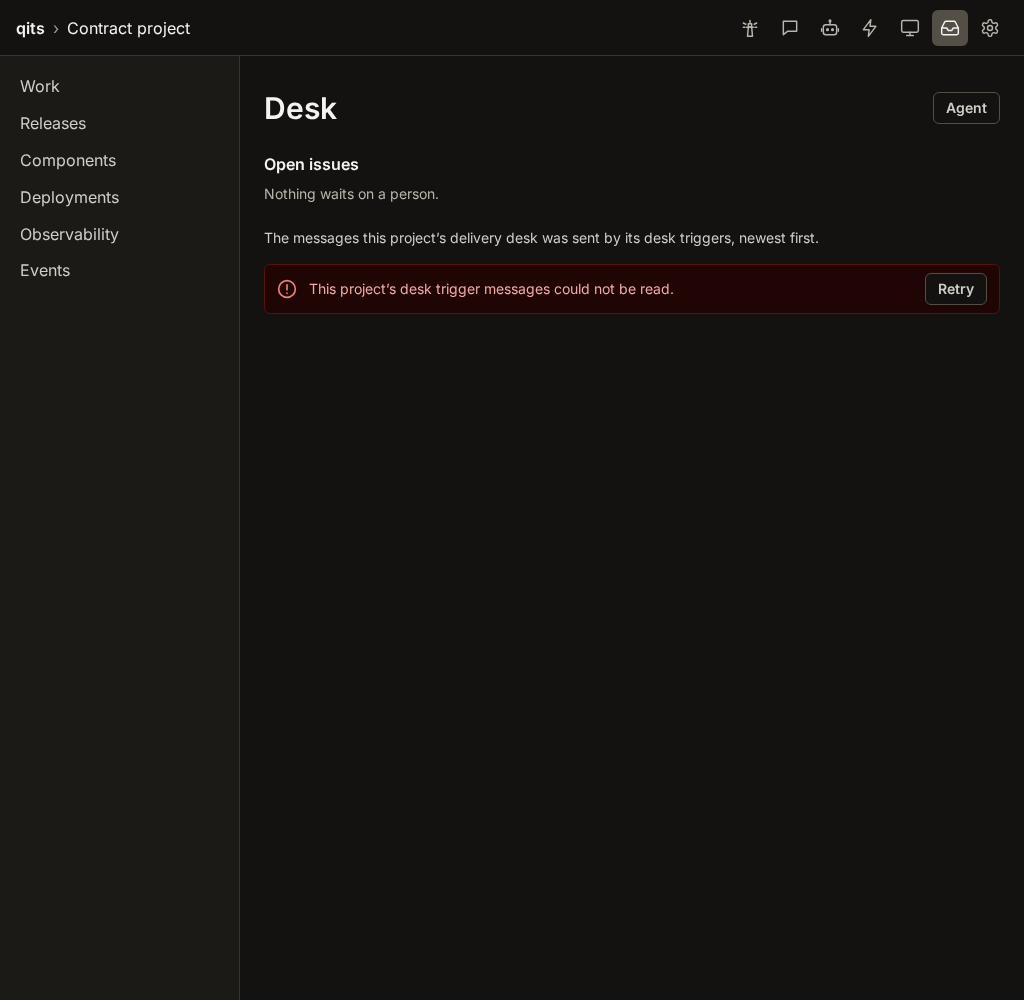 qits › Contract project
Work
Releases
Components
Deployments
Observability
Events
Desk
Agent
Open issues
Nothing waits on a person.
The messages this project’s delivery desk was sent by its desk triggers, newest first.
This project’s desk trigger messages could not be read.
Retry